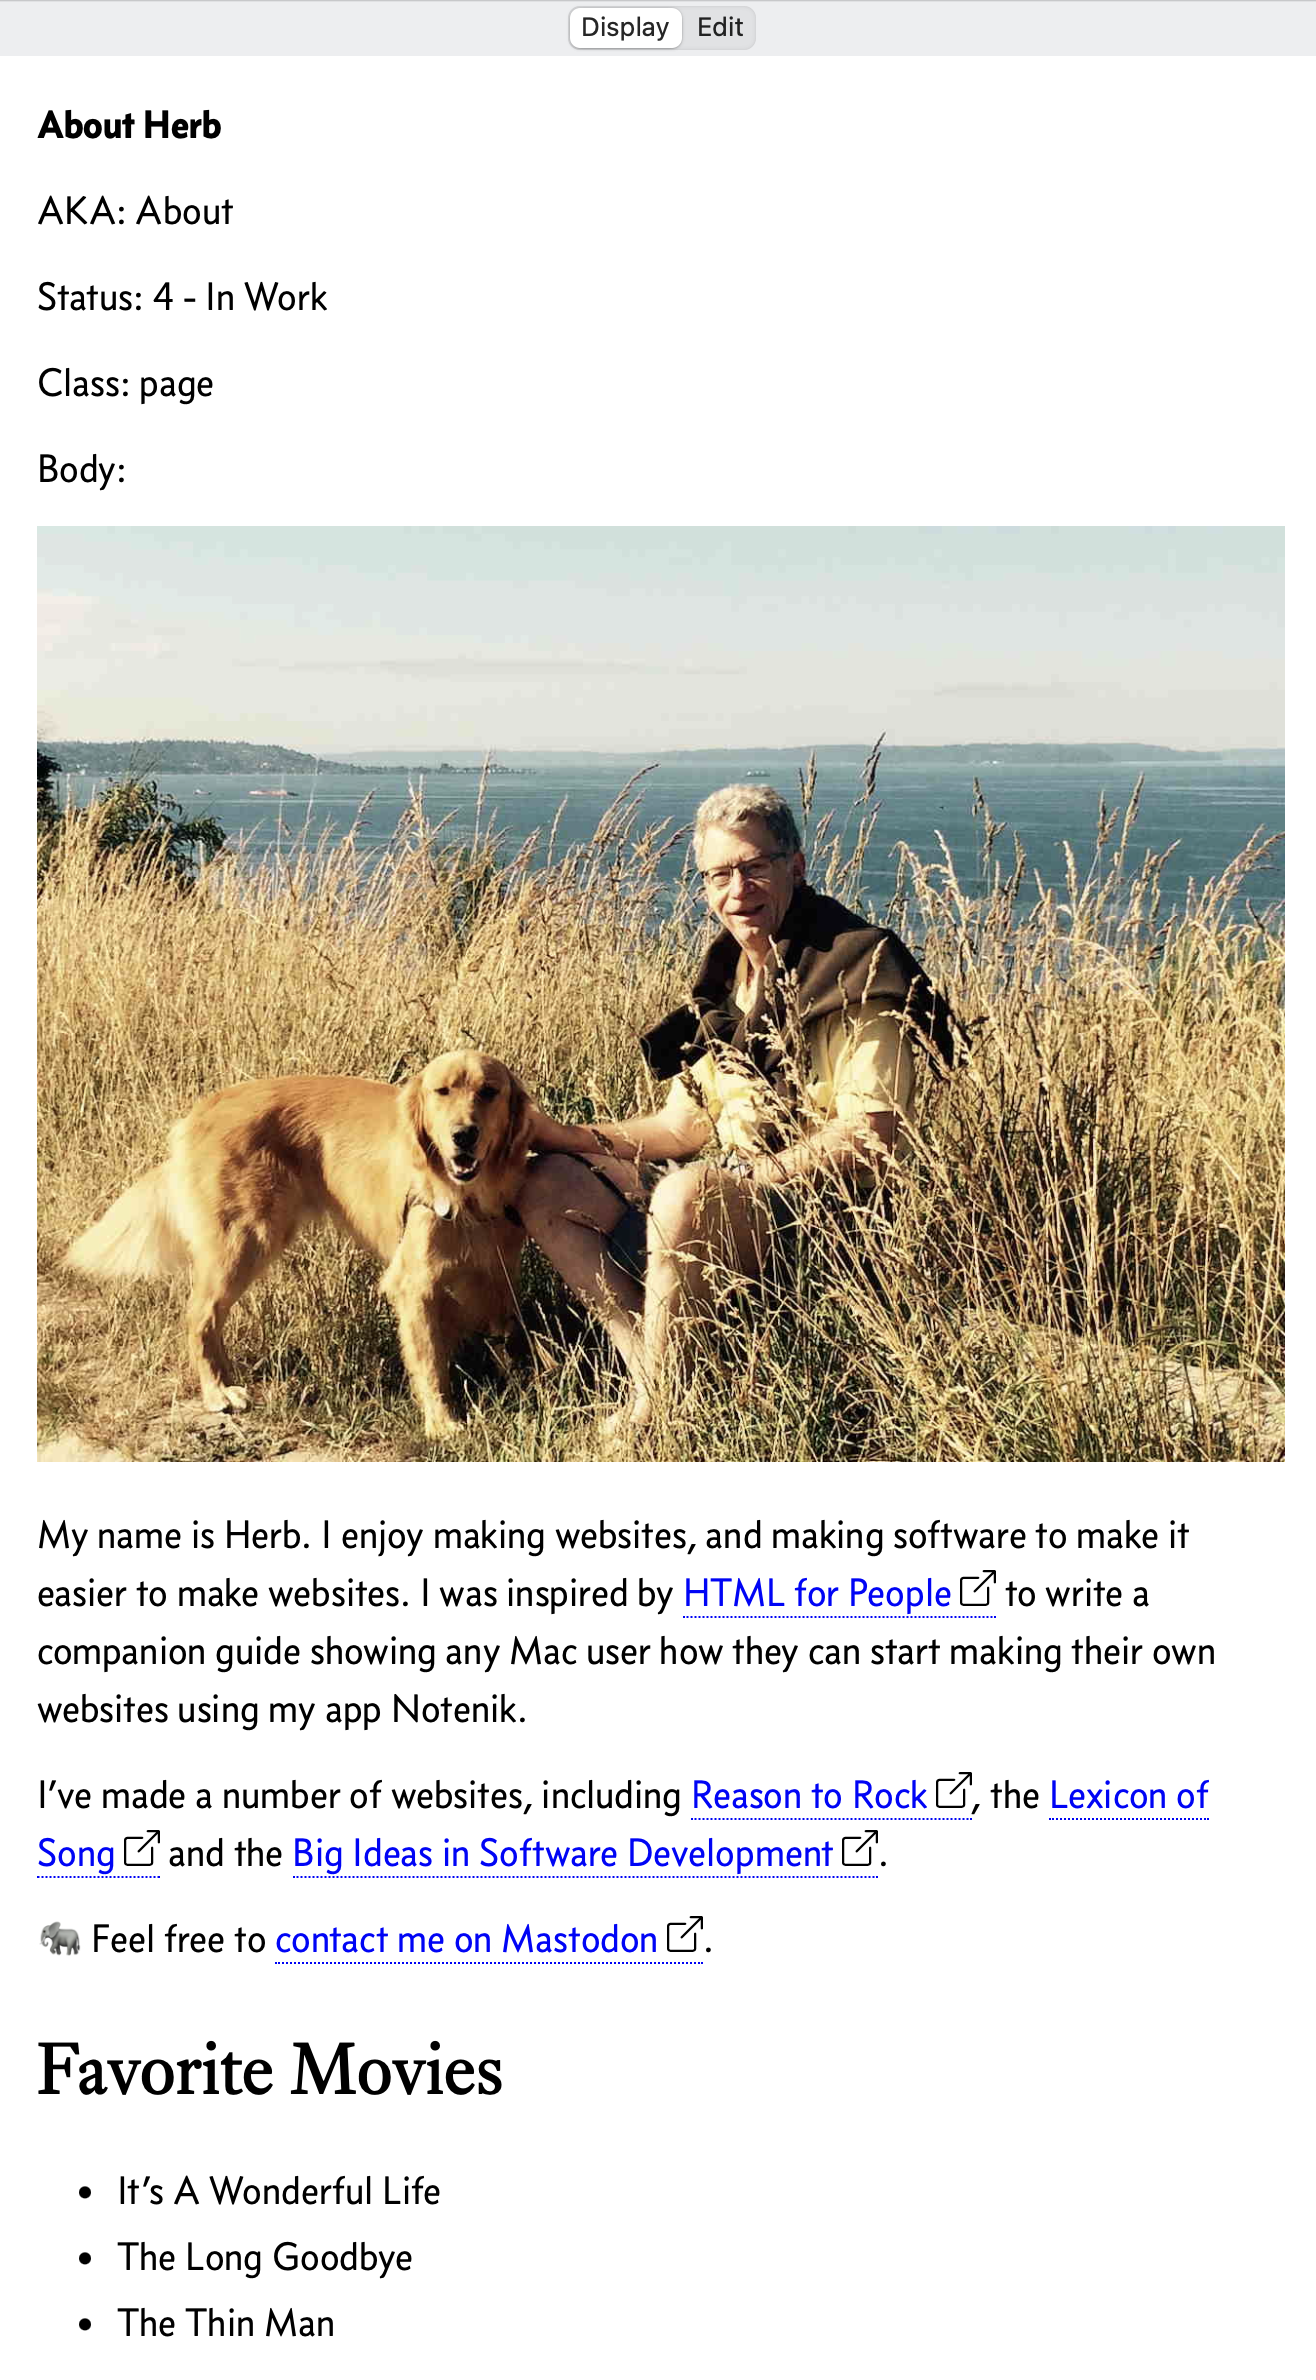 Display Edit
About Herb
AKA: About
Status: 4 - In Work
Class: page
Body:
My name is Herb. I enjoy making websites, and making software to make it
easier to make websites. I was inspired by HTML for People to write a
companion guide showing any Mac user how they can start making their own
websites using my app Notenik.
I’ve made a number of websites, including Reason to Rock, the Lexicon of
Song and the Big Ideas in Software Development.
🐘 Feel free to contact me on Mastodon.
Favorite Movies
• It’s A Wonderful Life
• The Long Goodbye
• The Thin Man